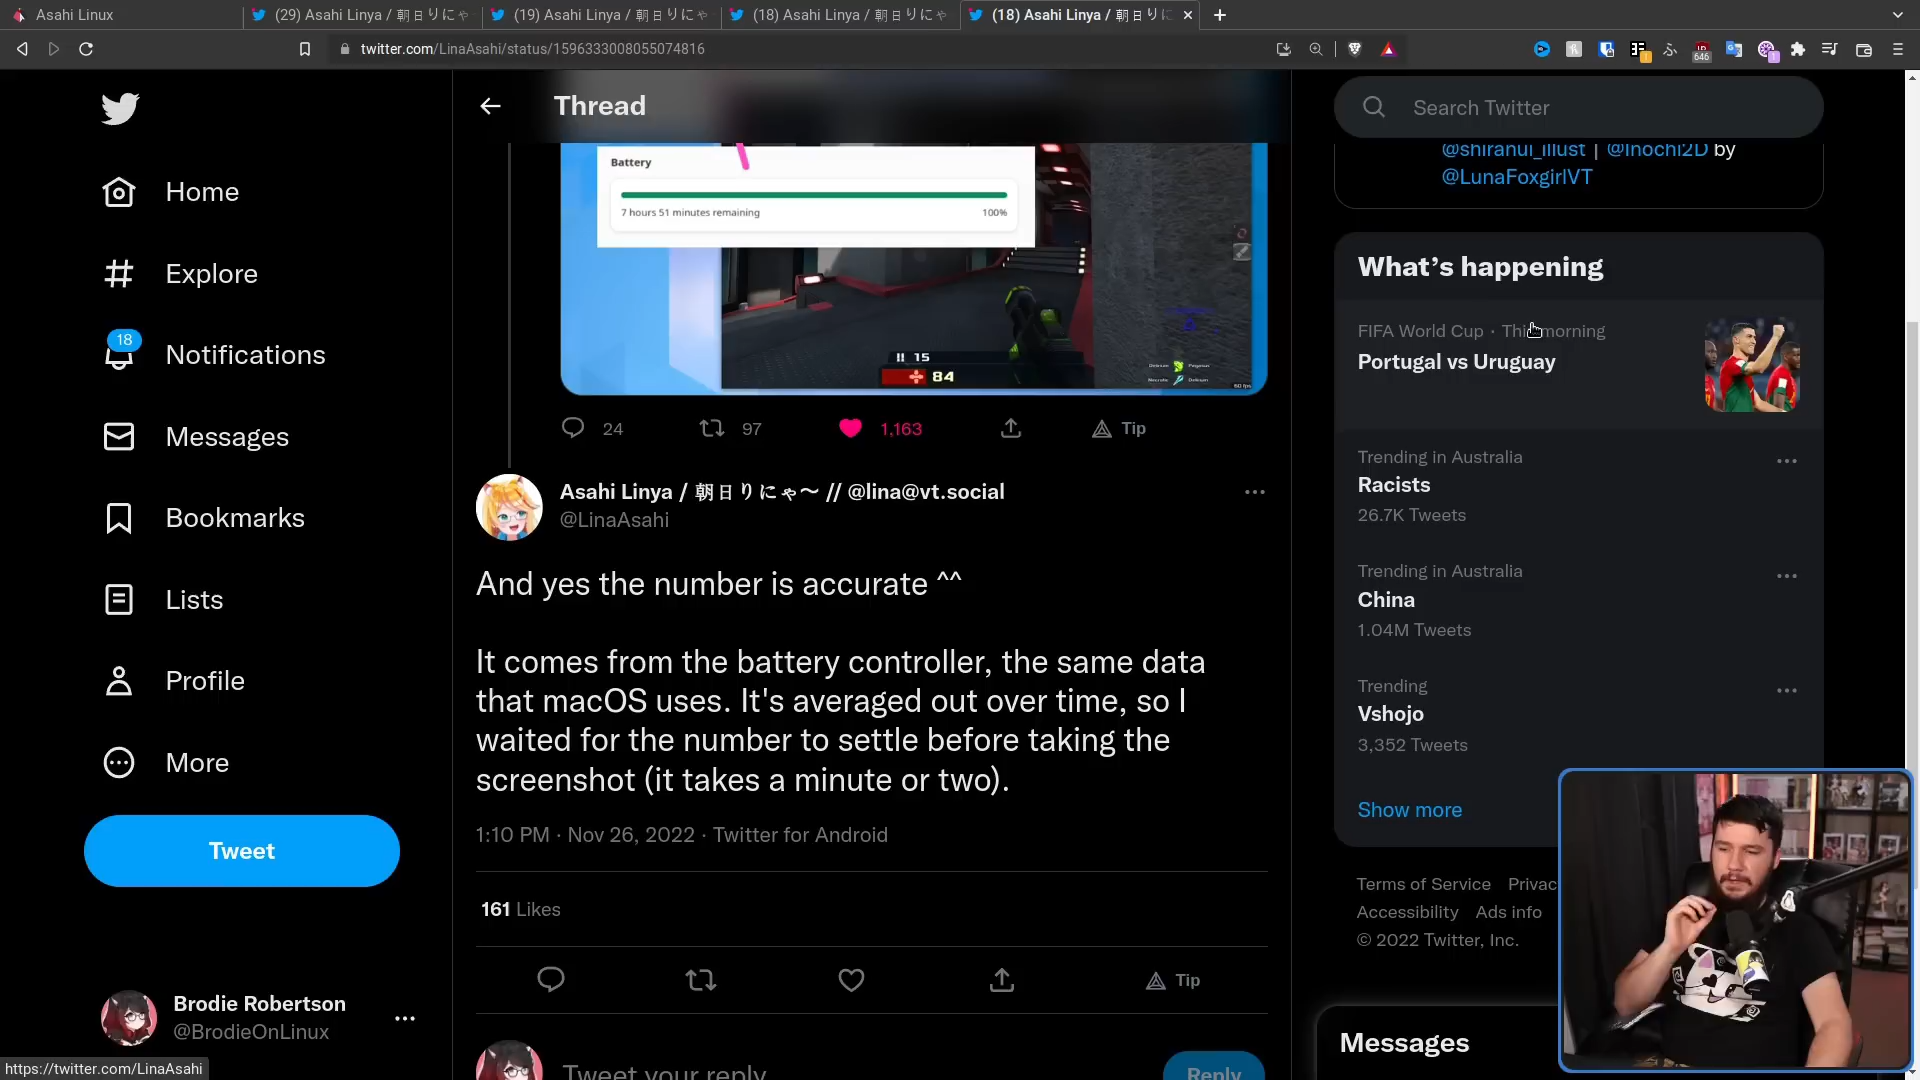 Asahi Linux
(29) Asahi Linya / 朝日りにゃ
(19) Asahi Linya / 朝日りにゃ
(18) Asahi Linya / 朝日りにゃ
(18) Asahi Linya / 朝日りに
twitter.com/LinaAsahi/status/1596333008055074816
646
1
Home
Explore
18
Notifications
Messages
Bookmarks
Lists
Profile
More
Tweet
Brodie Robertson
@BrodieOnLinux
https://twitter.com/LinaAsahi
Thread
Battery
7 hours 51 minutes remaining 100%
15
84
24 97 1,163 Tip
Asahi Linya / 朝日りにゃ〜 // @lina@vt.social
@LinaAsahi
And yes the number is accurate ^^
It comes from the battery controller, the same data
that macOS uses. It's averaged out over time, so I
waited for the number to settle before taking the
screenshot (it takes a minute or two).
1:10 PM · Nov 26, 2022 · Twitter for Android
161 Likes
Tip
Tweet your reply
Reply
Search Twitter
@shiranui_illust | @Inochi2D by
@LunaFoxgirlVT
What's happening
FIFA World Cup · This morning
Portugal vs Uruguay
Trending in Australia
Racists
26.7K Tweets
Trending in Australia
China
1.04M Tweets
Trending
Vshojo
3,352 Tweets
Show more
Terms of Service Privac
Accessibility Ads info
© 2022 Twitter, Inc.
Messages